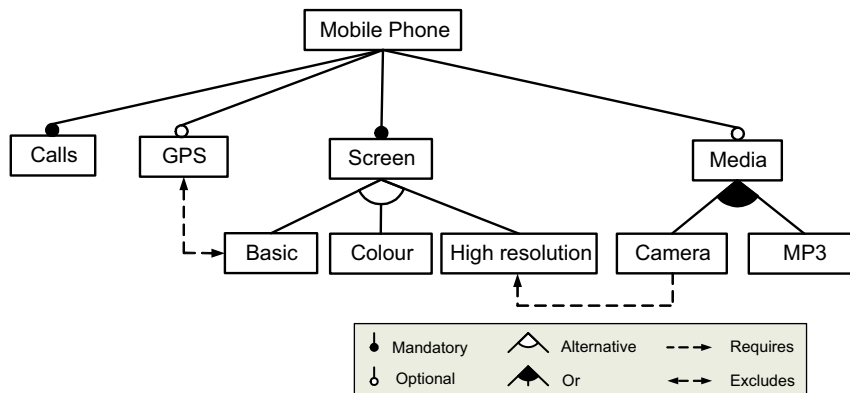 Mobile Phone
Calls
GPS
Screen
Media
Basic
Colour
High resolution
Camera
MP3
Mandatory
Alternative
Requires
Optional
Or
Excludes